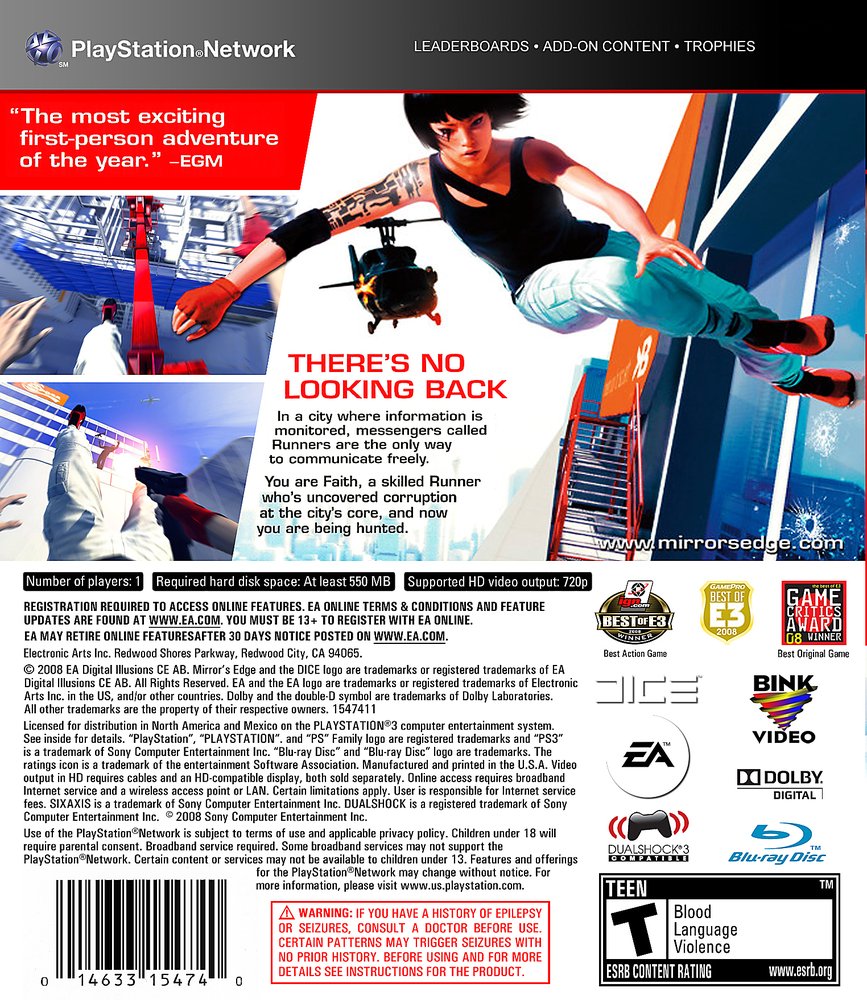 PlayStation®Network
SM
LEADERBOARDS • ADD-ON CONTENT • TROPHIES
“The most exciting
first-person adventure
of the year.” –EGM
THERE’S NO
LOOKING BACK
In a city where information is
monitored, messengers called
Runners are the only way
to communicate freely.
You are Faith, a skilled Runner
who’s uncovered corruption
at the city’s core, and now
you are being hunted.
www.mirrorsedge.com
Number of players: 1
Required hard disk space: At least 550 MB
Supported HD video output: 720p
REGISTRATION REQUIRED TO ACCESS ONLINE FEATURES. EA ONLINE TERMS & CONDITIONS AND FEATURE
UPDATES ARE FOUND AT WWW.EA.COM. YOU MUST BE 13+ TO REGISTER WITH EA ONLINE.
EA MAY RETIRE ONLINE FEATURESAFTER 30 DAYS NOTICE POSTED ON WWW.EA.COM.
Electronic Arts Inc. Redwood Shores Parkway, Redwood City, CA 94065.
© 2008 EA Digital Illusions CE AB. Mirror’s Edge and the DICE logo are trademarks or registered trademarks of EA
Digital Illusions CE AB. All Rights Reserved. EA and the EA logo are trademarks or registered trademarks of Electronic
Arts Inc. in the US, and/or other countries. Dolby and the double-D symbol are trademarks of Dolby Laboratories.
All other trademarks are the property of their respective owners. 1547411
Licensed for distribution in North America and Mexico on the PLAYSTATION®3 computer entertainment system.
See inside for details. “PlayStation”, “PLAYSTATION”. and “PS” Family logo are registered trademarks and “PS3”
is a trademark of Sony Computer Entertainment Inc. “Blu-ray Disc” and “Blu-ray Disc” logo are trademarks. The
ratings icon is a trademark of the entertainment Software Association. Manufactured and printed in the U.S.A. Video
output in HD requires cables and an HD-compatible display, both sold separately. Online access requires broadband
Internet service and a wireless access point or LAN. Certain limitations apply. User is responsible for Internet service
fees. SIXAXIS is a trademark of Sony Computer Entertainment Inc. DUALSHOCK is a registered trademark of Sony
Computer Entertainment Inc. © 2008 Sony Computer Entertainment Inc.
Use of the PlayStation®Network is subject to terms of use and applicable privacy policy. Children under 18 will
require parental consent. Broadband service required. Some broadband services may not support the
PlayStation®Network. Certain content or services may not be available to children under 13. Features and offerings
for the PlayStation®Network may change without notice. For
more information, please visit www.us.playstation.com.
ign.com
BEST OF E3
WINNER
Best Action Game
GAMEPRO
BEST OF
E3
2008
the best of E3
GAME
CRITICS
AWARD
08 WINNER
Best Original Game
DICE
BINK
VIDEO
EA
DOLBY
DIGITAL
DUALSHOCK®3
COMPATIBLE
Blu-ray Disc
TM
0 14633 15474 0
WARNING: IF YOU HAVE A HISTORY OF EPILEPSY
OR SEIZURES, CONSULT A DOCTOR BEFORE USE.
CERTAIN PATTERNS MAY TRIGGER SEIZURES WITH
NO PRIOR HISTORY. BEFORE USING AND FOR MORE
DETAILS SEE INSTRUCTIONS FOR THE PRODUCT.
TEEN
TM
T
Blood
Language
Violence
ESRB CONTENT RATING
www.esrb.org